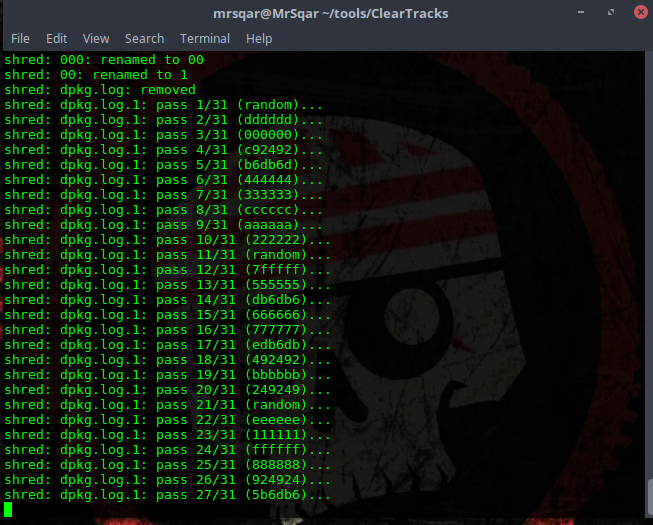 mrsqar@MrSqar ~/tools/ClearTracks
File Edit View Search Terminal Help
shred: 000: renamed to 00
shred: 00: renamed to 1
shred: dpkg.log: removed
shred: dpkg.log.1: pass 1/31 (random)...
shred: dpkg.log.1: pass 2/31 (dddddd)...
shred: dpkg.log.1: pass 3/31 (000000)...
shred: dpkg.log.1: pass 4/31 (c92492)...
shred: dpkg.log.1: pass 5/31 (b6db6d)...
shred: dpkg.log.1: pass 6/31 (444444)...
shred: dpkg.log.1: pass 7/31 (333333)...
shred: dpkg.log.1: pass 8/31 (cccccc)...
shred: dpkg.log.1: pass 9/31 (aaaaaa)...
shred: dpkg.log.1: pass 10/31 (222222)...
shred: dpkg.log.1: pass 11/31 (random)...
shred: dpkg.log.1: pass 12/31 (7fffff)...
shred: dpkg.log.1: pass 13/31 (555555)...
shred: dpkg.log.1: pass 14/31 (db6db6)...
shred: dpkg.log.1: pass 15/31 (666666)...
shred: dpkg.log.1: pass 16/31 (777777)...
shred: dpkg.log.1: pass 17/31 (edb6db)...
shred: dpkg.log.1: pass 18/31 (492492)...
shred: dpkg.log.1: pass 19/31 (bbbbbb)...
shred: dpkg.log.1: pass 20/31 (249249)...
shred: dpkg.log.1: pass 21/31 (random)...
shred: dpkg.log.1: pass 22/31 (eeeeee)...
shred: dpkg.log.1: pass 23/31 (111111)...
shred: dpkg.log.1: pass 24/31 (ffffff)...
shred: dpkg.log.1: pass 25/31 (888888)...
shred: dpkg.log.1: pass 26/31 (924924)...
shred: dpkg.log.1: pass 27/31 (5b6db6)...